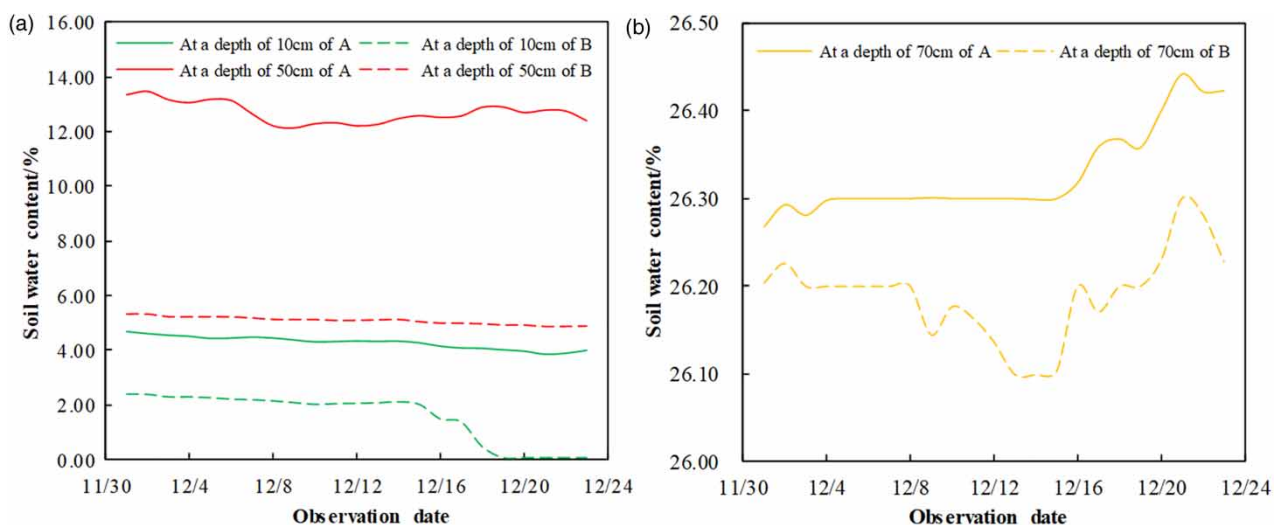 (a)
16.00
14.00
12.00
10.00
8.00
6.00
4.00
2.00
0.00
Soil water content/%
At a depth of 10cm of A
At a depth of 10cm of B
At a depth of 50cm of A
At a depth of 50cm of B
11/30 12/4 12/8 12/12 12/16 12/20 12/24
Observation date
(b)
26.50
26.40
26.30
26.20
26.10
26.00
Soil water content/%
At a depth of 70cm of A
At a depth of 70cm of B
11/30 12/4 12/8 12/12 12/16 12/20 12/24
Observation date